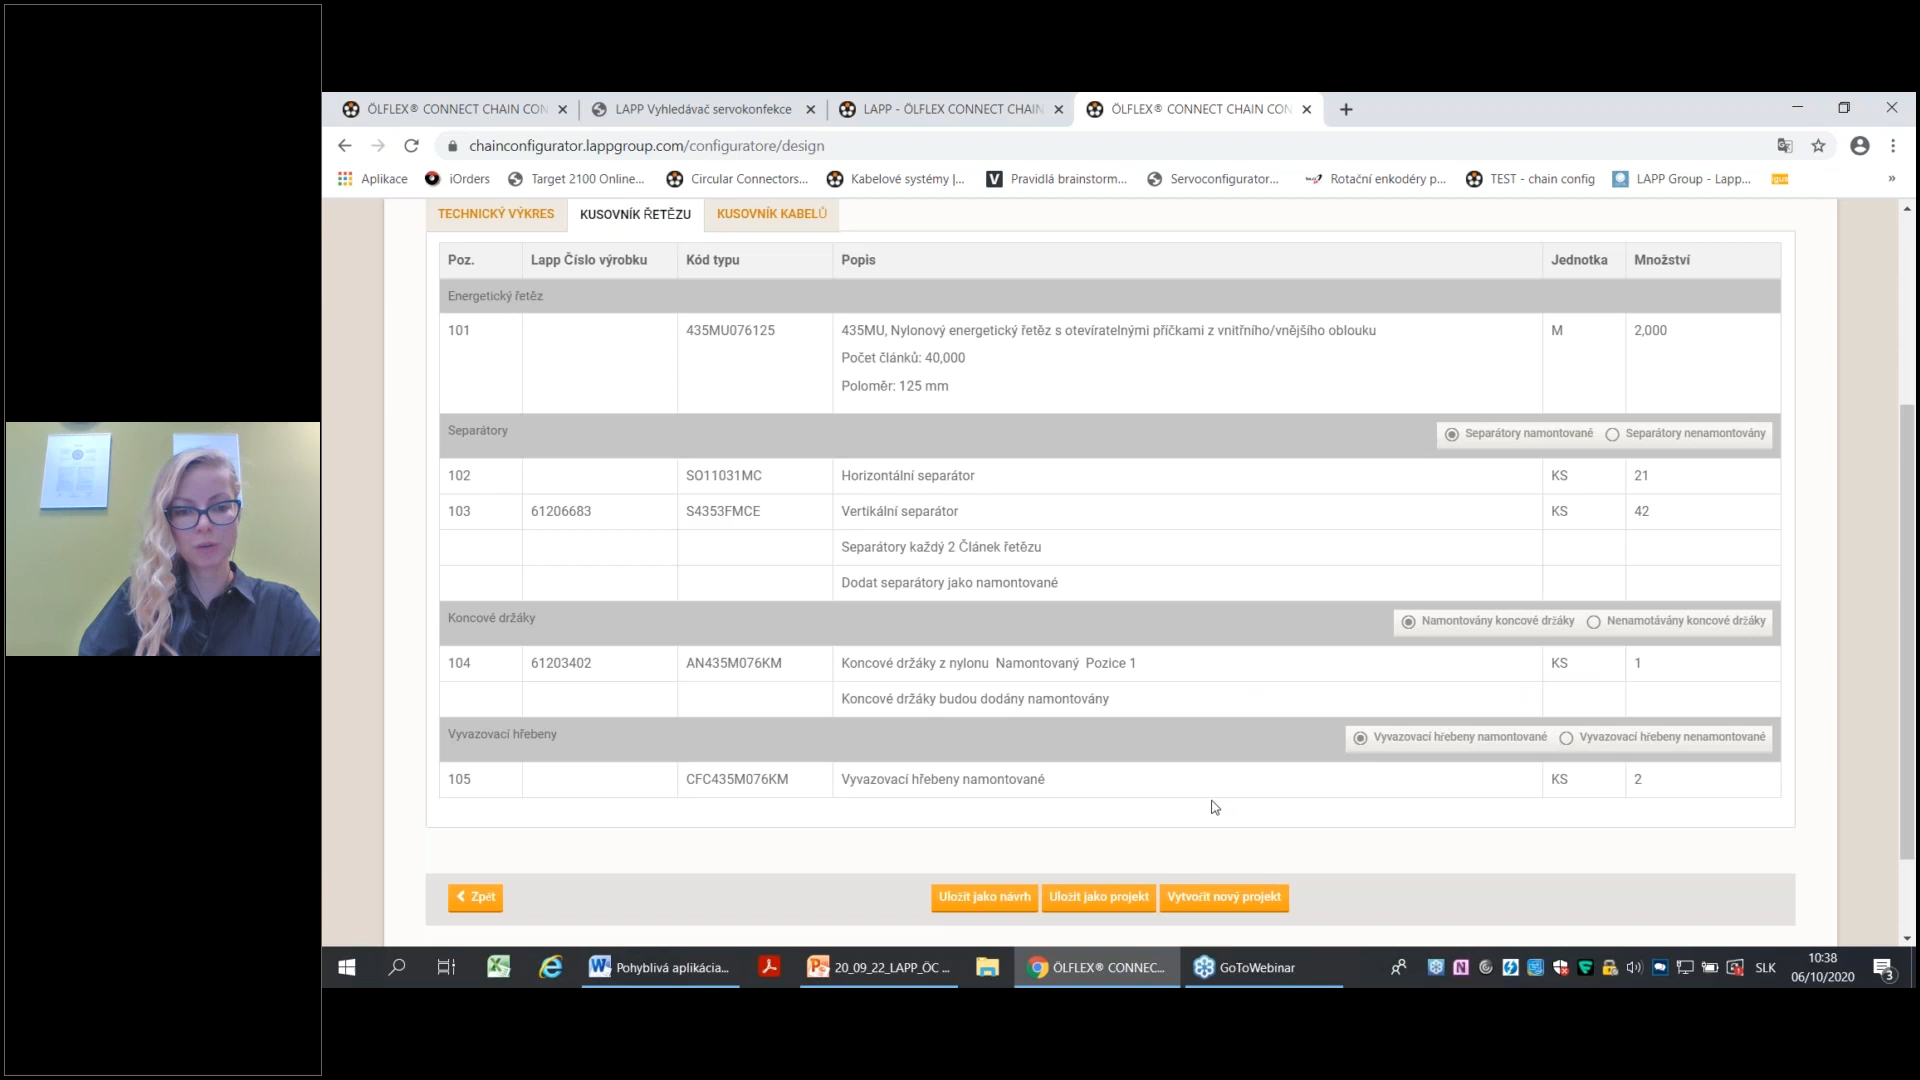 ÖLFLEX® CONNECT CHAIN CON
LAPP Vyhledávač servokonfekce
LAPP - ÖLFLEX CONNECT CHAIN
ÖLFLEX® CONNECT CHAIN CON
chainconfigurator.lappgroup.com/configuratore/design
Aplikace
iOrders
Target 2100 Online...
Circular Connectors...
Kabelové systémy |...
Pravidlá brainstorm...
Servoconfigurator...
Rotační enkodéry p...
TEST - chain config
LAPP Group - Lapp...
igus
»
TECHNICKÝ VÝKRES
KUSOVNÍK ŘETĚZU
KUSOVNÍK KABELŮ
Poz. Lapp Číslo výrobku Kód typu Popis Jednotka Množství
Energetický řetěz
101 435MU076125 435MU, Nylonový energetický řetěz s otevíratelnými příčkami z vnitřního/vnějšího oblouku M 2,000
Počet článků: 40,000
Poloměr: 125 mm
Separátory Separátory namontované Separátory nenamontovány
102 SO11031MC Horizontální separátor KS 21
103 61206683 S4353FMCE Vertikální separátor KS 42
Separátory každý 2 Článek řetězu
Dodat separátory jako namontované
Koncové držáky Namontovány koncové držáky Nenamotávány koncové držáky
104 61203402 AN435M076KM Koncové držáky z nylonu Namontovaný Pozice 1 KS 1
Koncové držáky budou dodány namontovány
Vyvazovací hřebeny Vyvazovací hřebeny namontované Vyvazovací hřebeny nenamontované
105 CFC435M076KM Vyvazovací hřebeny namontované KS 2
Zpět
Uložit jako návrh
Uložit jako projekt
Vytvořit nový projekt
Pohyblivá aplikácia...
20_09_22_LAPP_ÖC ...
ÖLFLEX® CONNEC...
GoToWebinar
SLK
10:38
06/10/2020
3